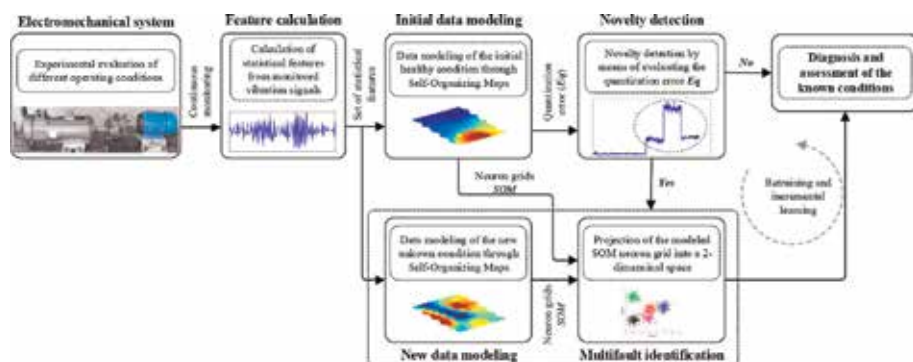 Electromechanical system
Experimental evaluation of
different operating conditions
Continuous
monitoring
Feature calculation
Calculation of
statistical features
from monitored
vibration signals
Set of statistical
features
Initial data modeling
Data modeling of the initial
healthy condition through
Self-Organizing Maps
Quantization
error (Eq)
Novelty detection
Novelty detection by
means of evaluating the
quantization error Eq
No
Diagnosis and
assessment of the
known conditions
Neuron grids
SOM
Yes
Retraining and
incremental
learning
Data modeling of the new
unkown condition through
Self-Organizing Maps
Neuron grids
SOM
Projection of the modeled
SOM neuron grid into a 2-
dimensional space
New data modeling
Multifault identification